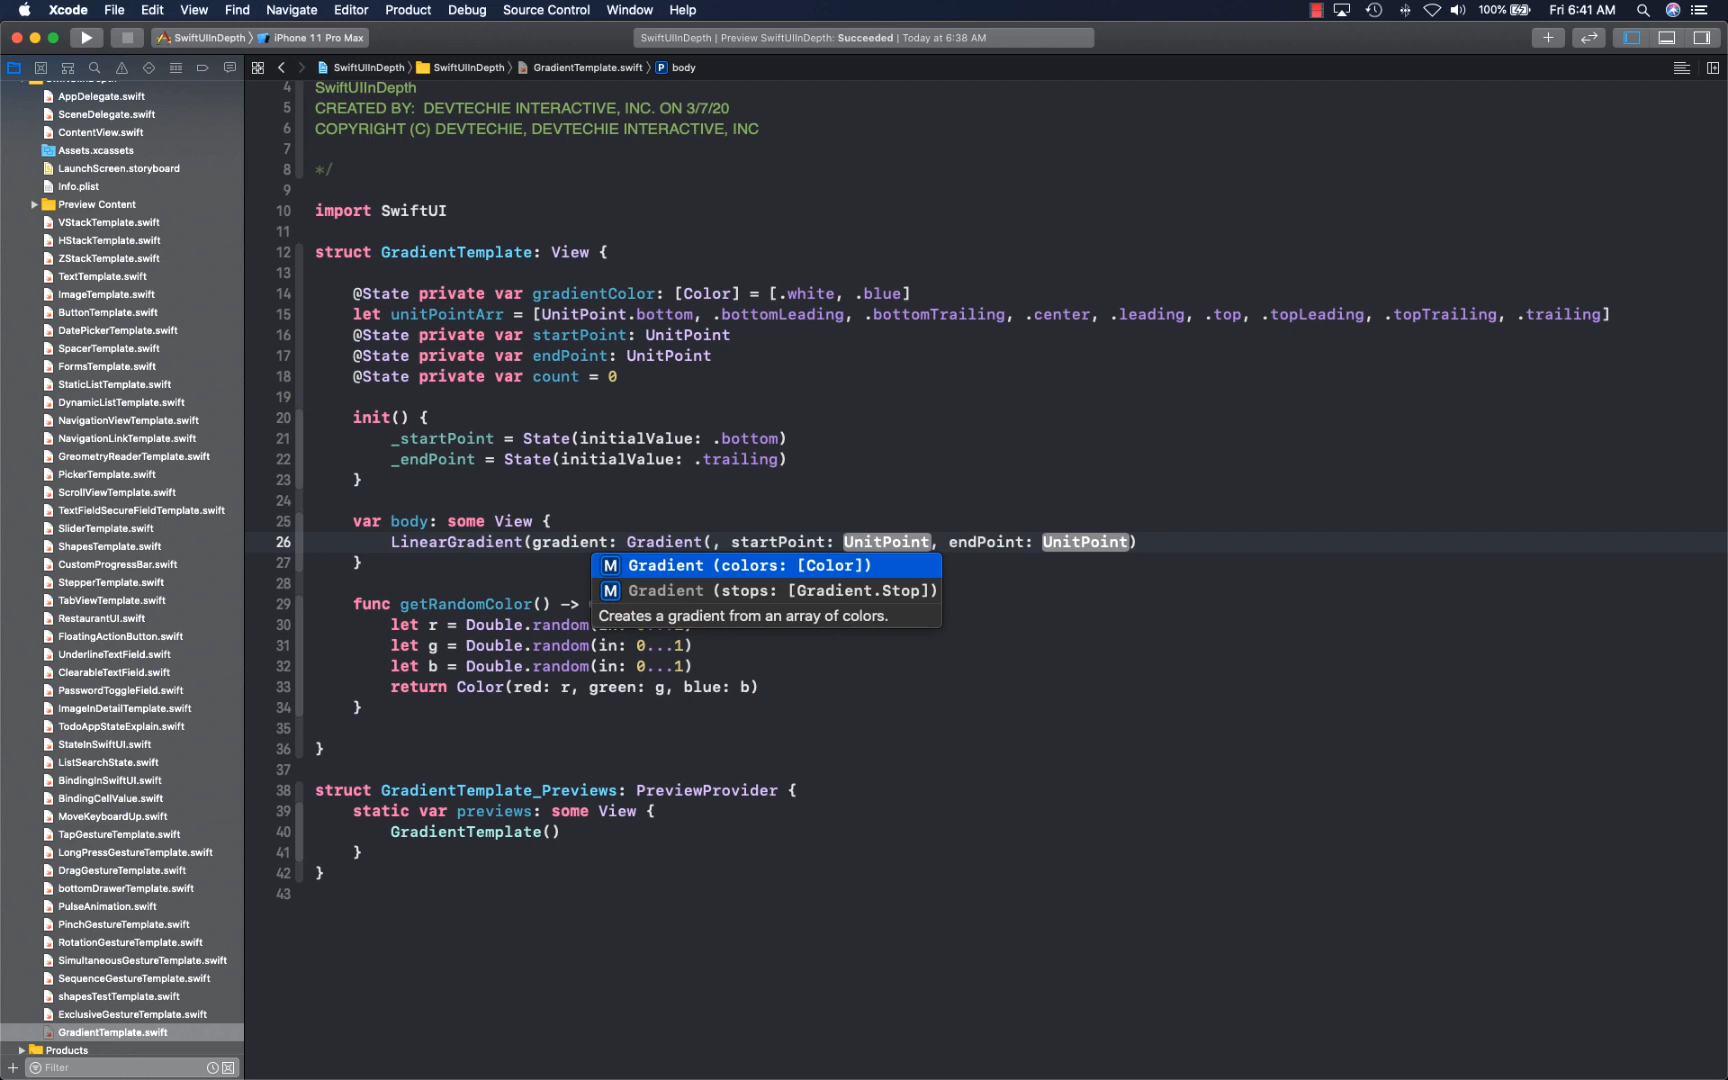 Xcode File Edit View Find Navigate Editor Product Debug Source Control Window Help 100% Fri 6:41 AM
SwiftUIInDepth iPhone 11 Pro Max SwiftUIInDepth | Preview SwiftUIInDepth: Succeeded | Today at 6:38 AM
SwiftUIInDepth SwiftUIInDepth GradientTemplate.swift P body
AppDelegate.swift
SceneDelegate.swift
ContentView.swift
Assets.xcassets
LaunchScreen.storyboard
Info.plist
Preview Content
VStackTemplate.swift
HStackTemplate.swift
ZStackTemplate.swift
TextTemplate.swift
ImageTemplate.swift
ButtonTemplate.swift
DatePickerTemplate.swift
SpacerTemplate.swift
FormsTemplate.swift
StaticListTemplate.swift
DynamicListTemplate.swift
NavigationViewTemplate.swift
NavigationLinkTemplate.swift
GreometryReaderTemplate.swift
PickerTemplate.swift
ScrollViewTemplate.swift
TextFieldSecureFieldTemplate.swift
SliderTemplate.swift
ShapesTemplate.swift
CustomProgressBar.swift
StepperTemplate.swift
TabViewTemplate.swift
RestaurantUI.swift
FloatingActionButton.swift
UnderlineTextField.swift
ClearableTextField.swift
PasswordToggleField.swift
ImageInDetailTemplate.swift
TodoAppStateExplain.swift
StateInSwiftUI.swift
ListSearchState.swift
BindingInSwiftUI.swift
BindingCellValue.swift
MoveKeyboardUp.swift
TapGestureTemplate.swift
LongPressGestureTemplate.swift
DragGestureTemplate.swift
bottomDrawerTemplate.swift
PulseAnimation.swift
PinchGestureTemplate.swift
RotationGestureTemplate.swift
SimultaneousGestureTemplate.swift
SequenceGestureTemplate.swift
shapesTestTemplate.swift
ExclusiveGestureTemplate.swift
GradientTemplate.swift
Products
Filter
4 SwiftUIInDepth
5 CREATED BY: DEVTECHIE INTERACTIVE, INC. ON 3/7/20
6 COPYRIGHT (C) DEVTECHIE, DEVTECHIE INTERACTIVE, INC
7
8 */
9
10 import SwiftUI
11
12 struct GradientTemplate: View {
13
14 @State private var gradientColor: [Color] = [.white, .blue]
15 let unitPointArr = [UnitPoint.bottom, .bottomLeading, .bottomTrailing, .center, .leading, .top, .topLeading, .topTrailing, .trailing]
16 @State private var startPoint: UnitPoint
17 @State private var endPoint: UnitPoint
18 @State private var count = 0
19
20 init() {
21 _startPoint = State(initialValue: .bottom)
22 _endPoint = State(initialValue: .trailing)
23 }
24
25 var body: some View {
26 LinearGradient(gradient: Gradient(, startPoint: UnitPoint, endPoint: UnitPoint)
27 }
M Gradient (colors: [Color])
28
M Gradient (stops: [Gradient.Stop])
29 func getRandomColor() ->
Creates a gradient from an array of colors.
30 let r = Double.random(in: 0...1)
31 let g = Double.random(in: 0...1)
32 let b = Double.random(in: 0...1)
33 return Color(red: r, green: g, blue: b)
34 }
35
36 }
37
38 struct GradientTemplate_Previews: PreviewProvider {
39 static var previews: some View {
40 GradientTemplate()
41 }
42 }
43